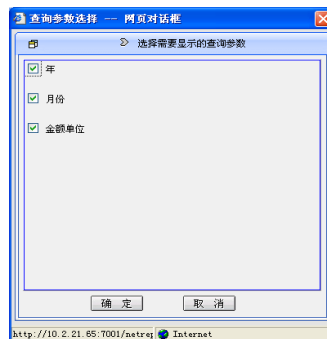 查询参数选择 -- 网页对话框
选择需要显示的查询参数
年
月份
金额单位
确 定
取 消
http://10.2.21.65:7001/netrep
Internet